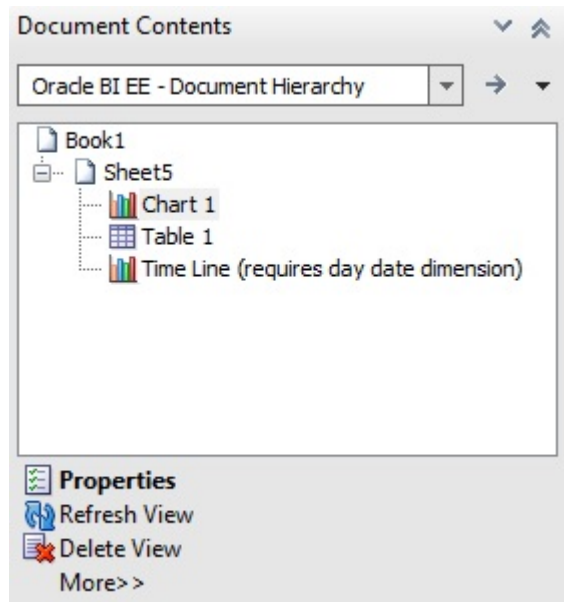 Document Contents
Oracle BI EE - Document Hierarchy
Book1
Sheet5
Chart 1
Table 1
Time Line (requires day date dimension)
Properties
Refresh View
Delete View
More>>